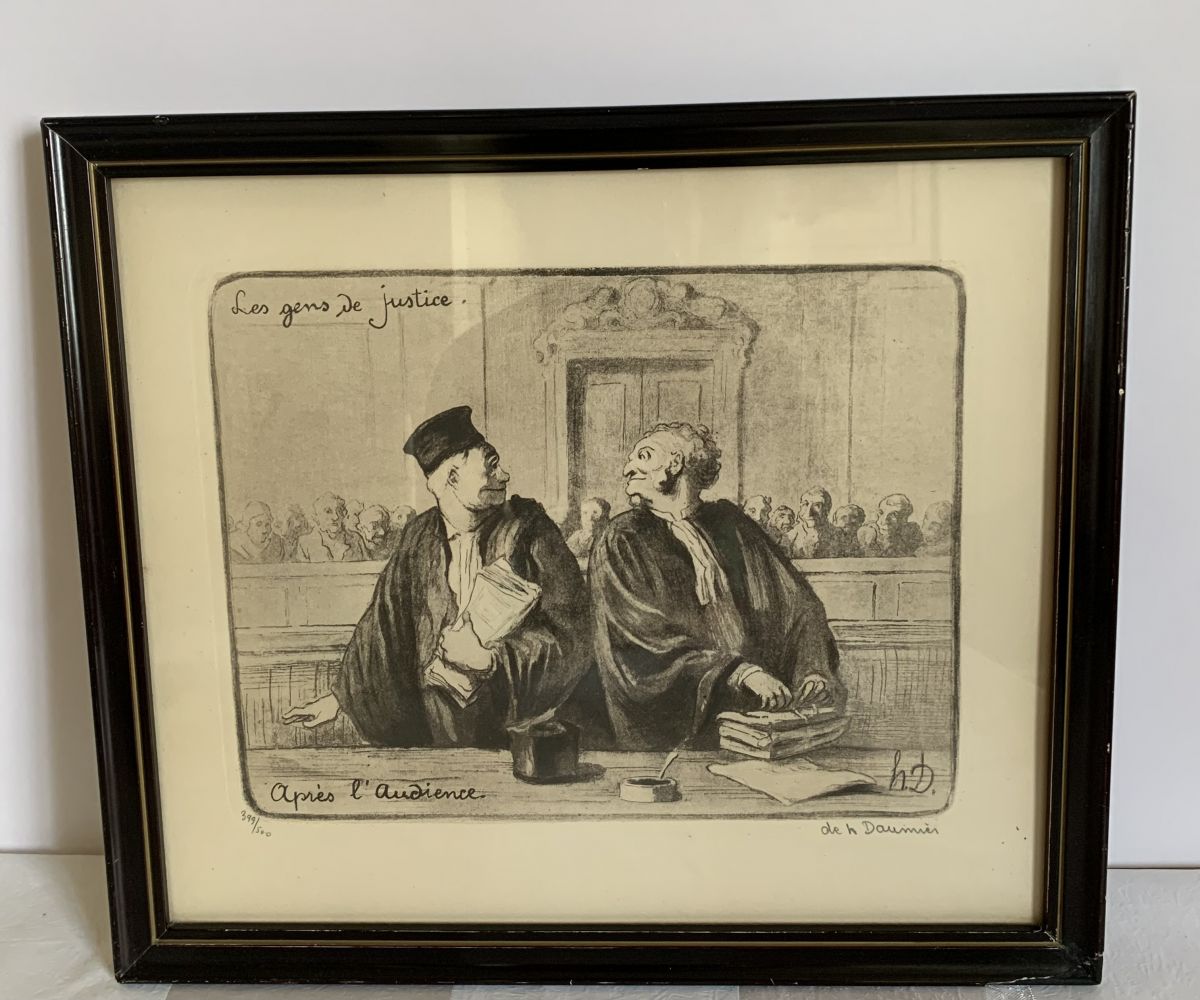 Les gens de justice.
Après l'Audience.
h.D.
399/500
de h Daumier